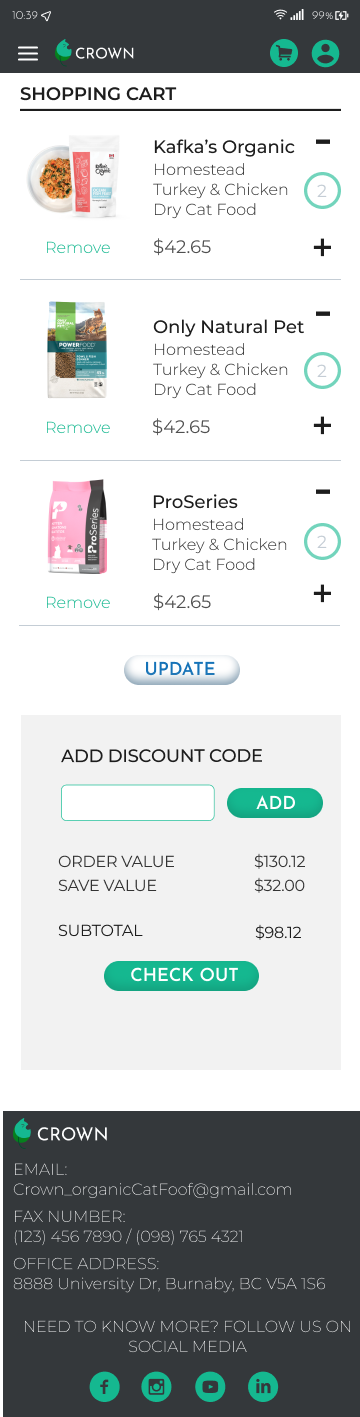 10:39
99%
CROWN
SHOPPING CART
Kafka's Organic
Homestead
Turkey & Chicken
Dry Cat Food
2
Remove
$42.65
Only Natural Pet
POWERFOOD
Homestead
Turkey & Chicken
Dry Cat Food
2
Remove
$42.65
ProSeries
ProSeries
Homestead
Turkey & Chicken
Dry Cat Food
2
Remove
$42.65
UPDATE
ADD DISCOUNT CODE
ADD
ORDER VALUE $130.12
SAVE VALUE $32.00
SUBTOTAL $98.12
CHECK OUT
CROWN
EMAIL:
Crown_organicCatFoof@gmail.com
FAX NUMBER:
(123) 456 7890 / (098) 765 4321
OFFICE ADDRESS:
8888 University Dr, Burnaby, BC V5A 1S6
NEED TO KNOW MORE? FOLLOW US ON
SOCIAL MEDIA